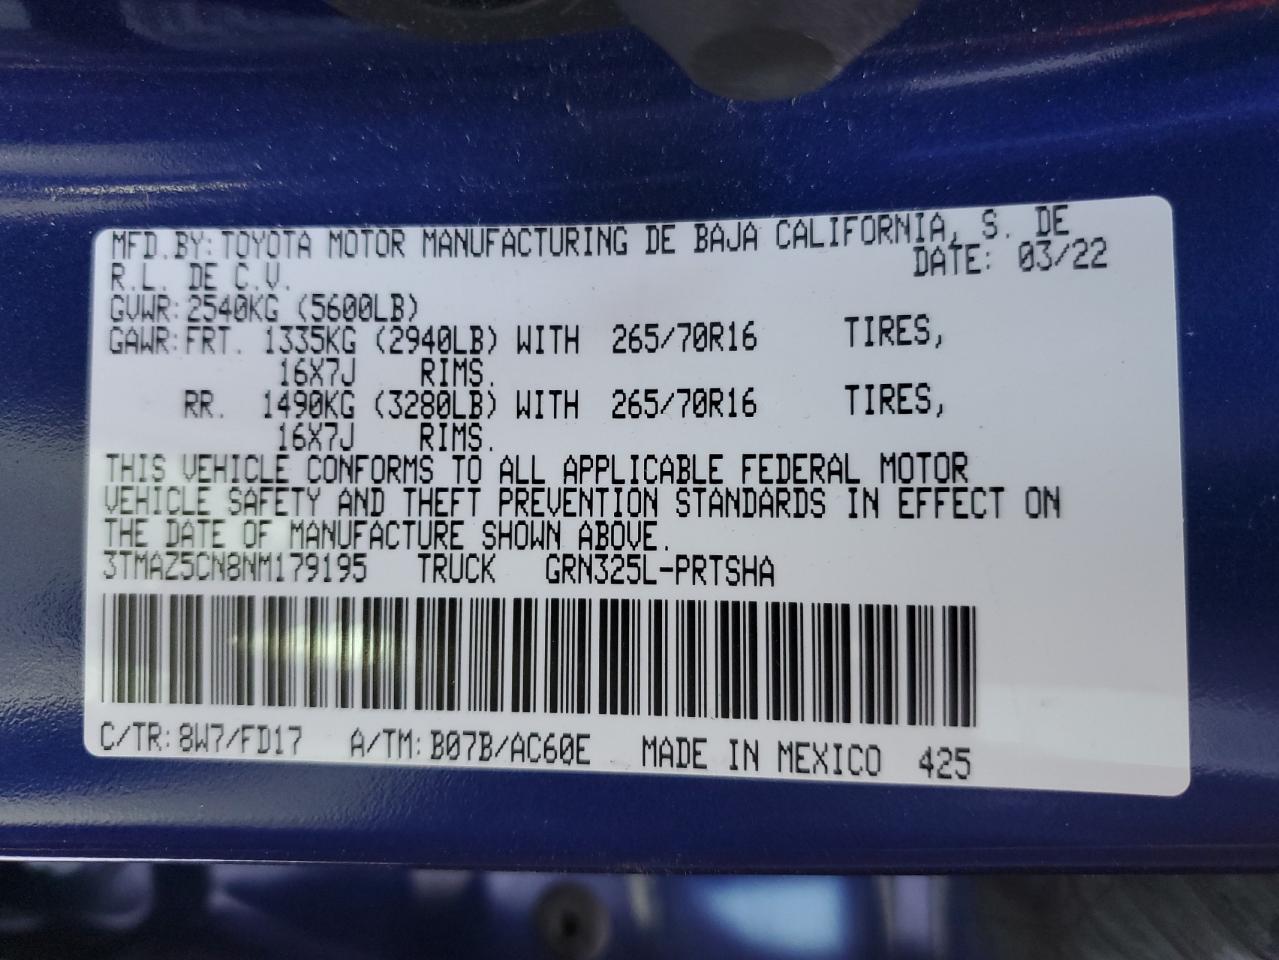 MFD.BY: TOYOTA MOTOR MANUFACTURING DE BAJA CALIFORNIA, S. DE
R.L. DE C.V. DATE: 03/22
GVWR: 2540KG (5600LB)
GAWR: FRT. 1335KG (2940LB) WITH 265/70R16 TIRES,
16X7J RIMS.
RR. 1490KG (3280LB) WITH 265/70R16 TIRES,
16X7J RIMS.
THIS VEHICLE CONFORMS TO ALL APPLICABLE FEDERAL MOTOR
VEHICLE SAFETY AND THEFT PREVENTION STANDARDS IN EFFECT ON
THE DATE OF MANUFACTURE SHOWN ABOVE.
3TMAZ5CN8NM179195 TRUCK GRN325L-PRTSHA
C/TR: 8W7/FD17 A/TM: B07B/AC60E MADE IN MEXICO 425